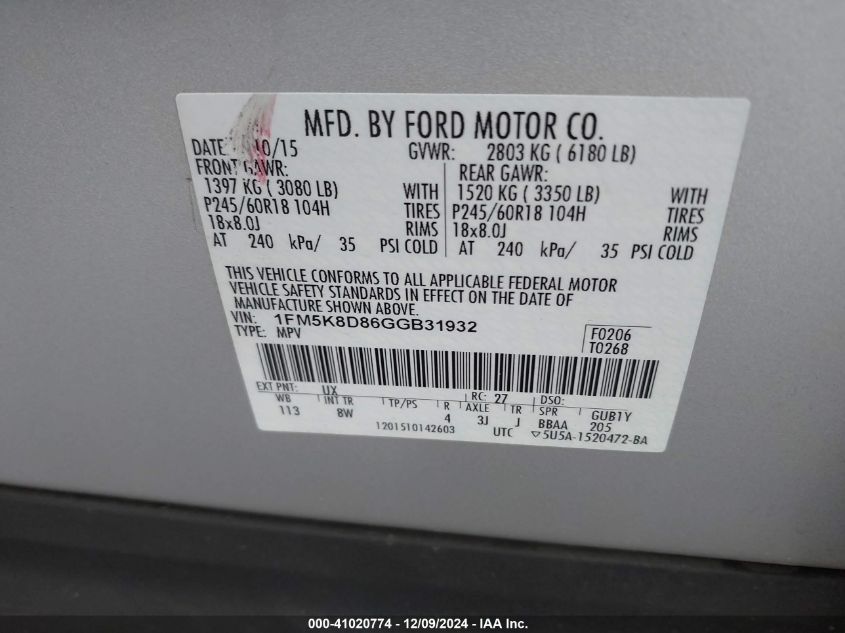 MFD. BY FORD MOTOR CO.
DATE: 10/15 GVWR: 2803 KG ( 6180 LB)
FRONT GAWR: REAR GAWR:
1397 KG ( 3080 LB) WITH 1520 KG ( 3350 LB) WITH
P245/60R18 104H TIRES P245/60R18 104H TIRES
18x8.0J RIMS 18x8.0J RIMS
AT 240 kPa/ 35 PSI COLD AT 240 kPa/ 35 PSI COLD
THIS VEHICLE CONFORMS TO ALL APPLICABLE FEDERAL MOTOR
VEHICLE SAFETY STANDARDS IN EFFECT ON THE DATE OF
MANUFACTURE SHOWN ABOVE.
VIN: 1FM5K8D86GGB31932
TYPE: MPV
F0206
T0268
EXT PNT: UX RC: 27 DSO:
WB INT TR TP/PS R AXLE TR SPR GUB1Y
113 8W 4 3J J BBAA 205
1201510142603 UTC ▽5U5A-1520472-BA
000-41020774 - 12/09/2024 - IAA Inc.